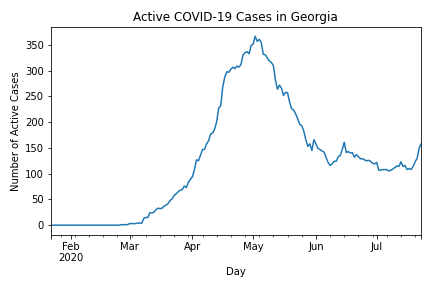 Active COVID-19 Cases in Georgia
Number of Active Cases
350
300
250
200
150
100
50
0
Feb Mar Apr May Jun Jul
2020
Day